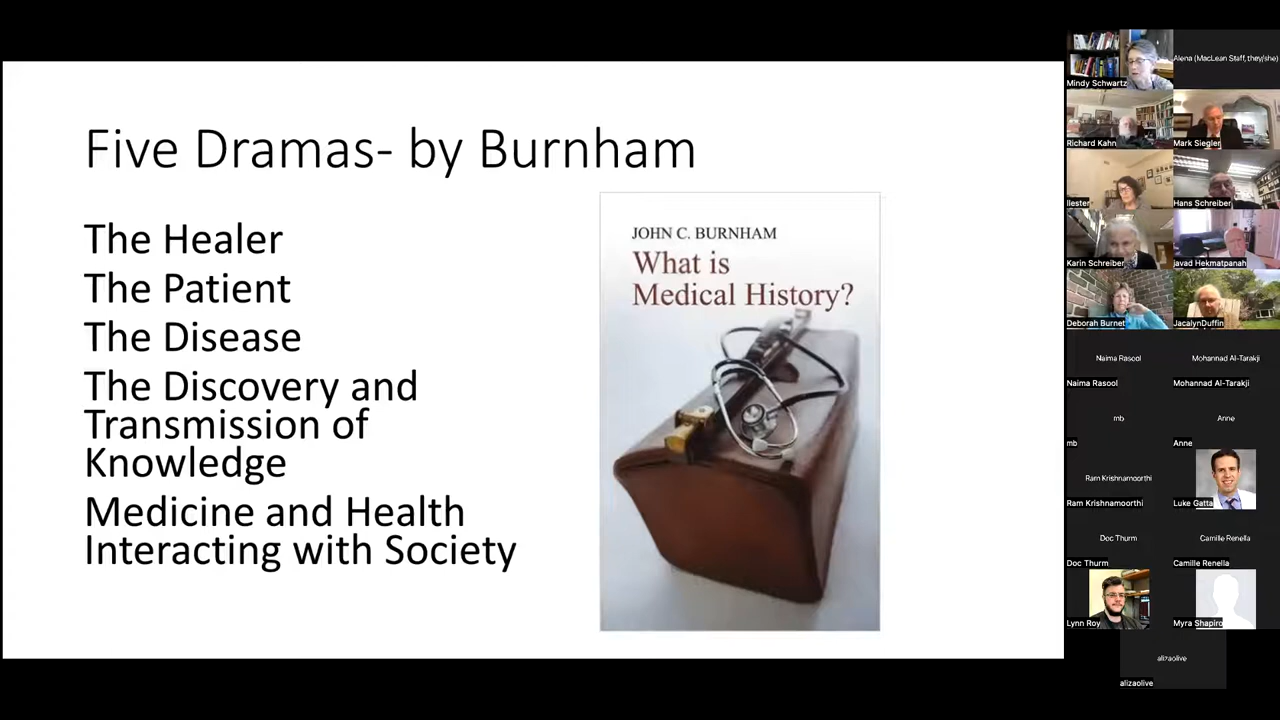 Five Dramas- by Burnham
The Healer
The Patient
The Disease
The Discovery and
Transmission of
Knowledge
Medicine and Health
Interacting with Society
JOHN C. BURNHAM
What is
Medical History?
Mindy Schwartz
Alena (MacLean Staff, they/she)
Richard Kahn
Mark Siegler
llester
Hans Schreiber
Karin Schreiber
javad Hekmatpanah
Deborah Burnet
JacalynDuffin
Naima Rasool
Naima Rasool
Mohannad Al-Tarakji
Mohannad Al-Tarakji
mb
mb
Anne
Anne
Ram Krishnamoorthi
Ram Krishnamoorthi
Luke Gatta
Doc Thurm
Doc Thurm
Camille Renella
Camille Renella
Lynn Roy
Myra Shapiro
alizaolive
alizaolive